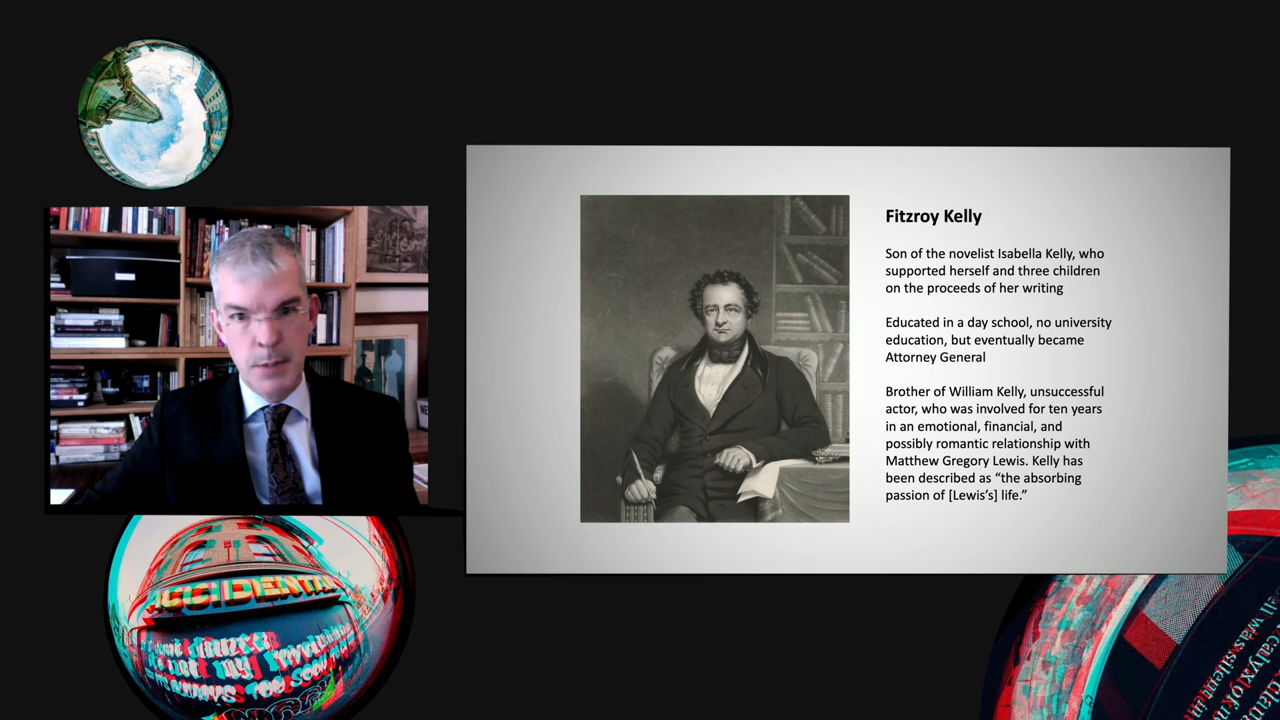 Fitzroy Kelly
Son of the novelist Isabella Kelly, who
supported herself and three children
on the proceeds of her writing
Educated in a day school, no university
education, but eventually became
Attorney General
Brother of William Kelly, unsuccessful
actor, who was involved for ten years
in an emotional, financial, and
possibly romantic relationship with
Matthew Gregory Lewis. Kelly has
been described as “the absorbing
passion of [Lewis’s] life.”
TOO SOON